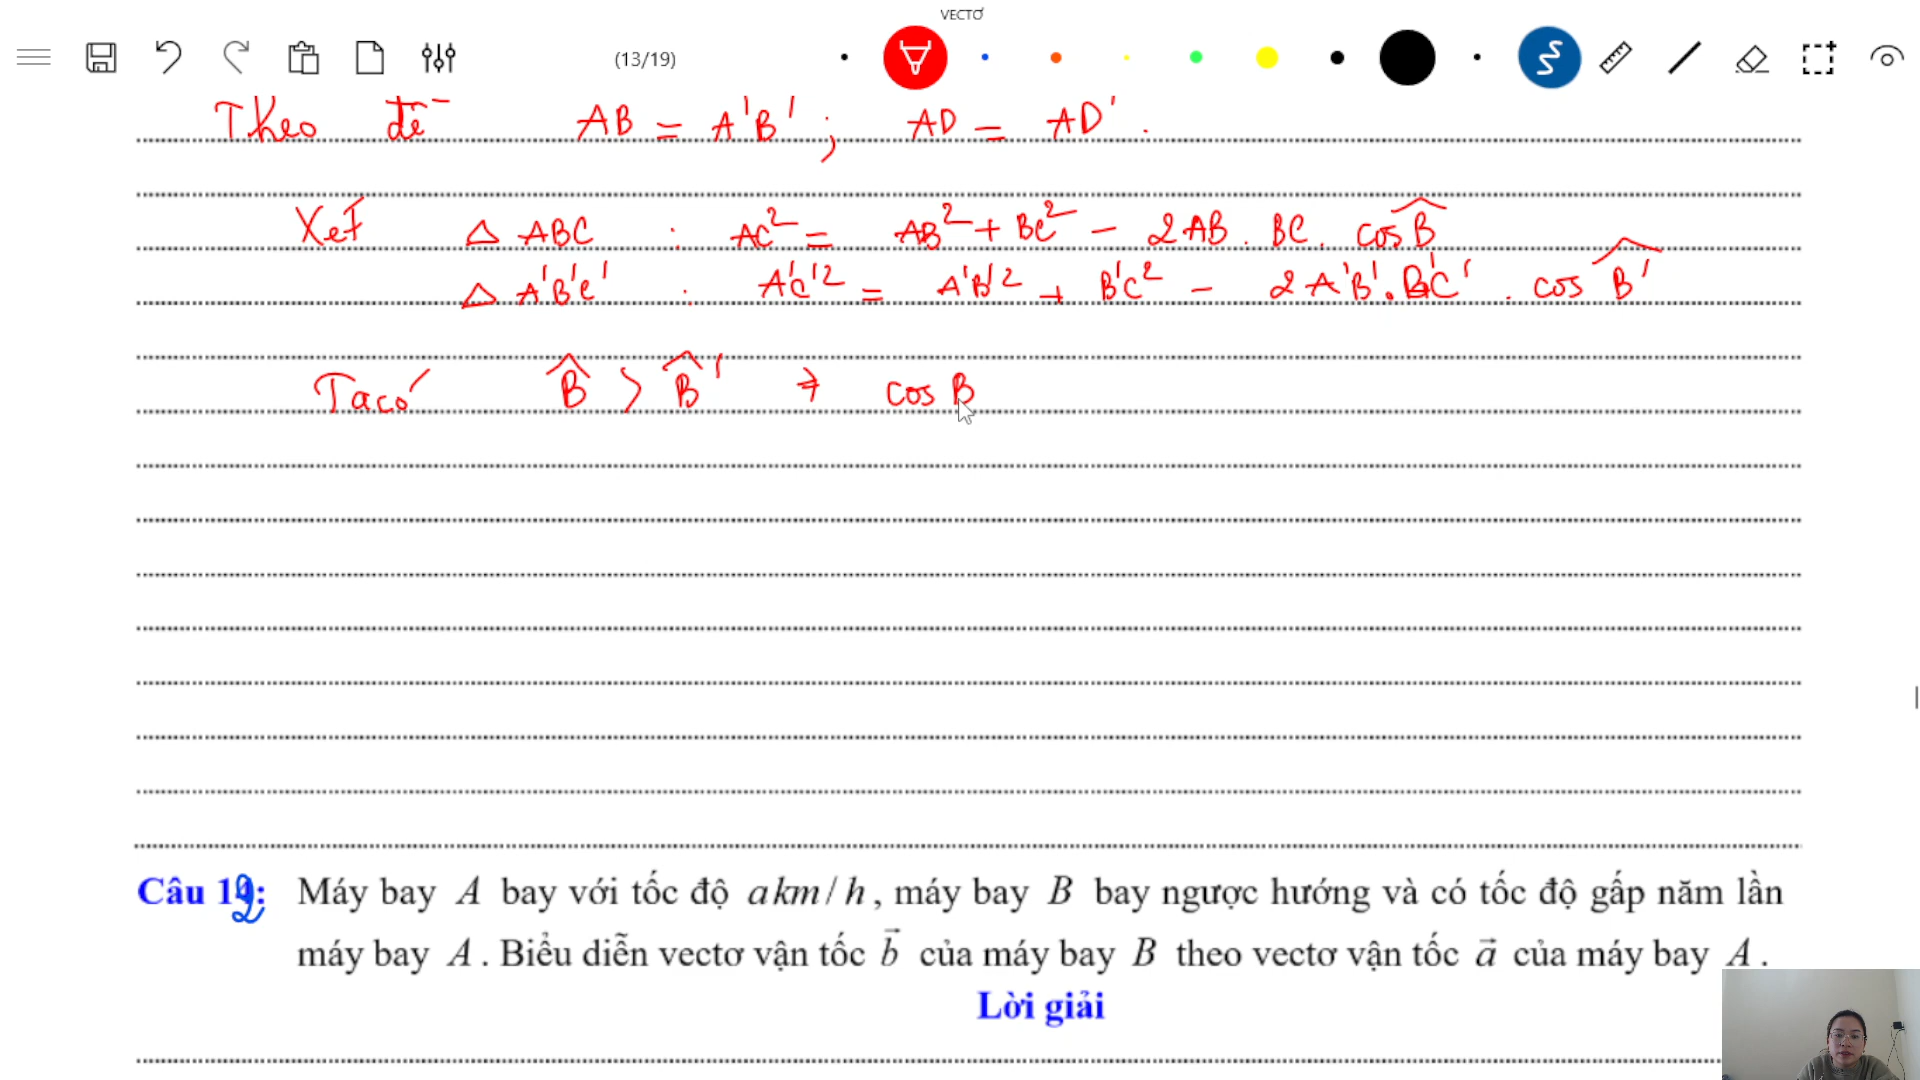 VECTƠ
(13/19)
Theo đề AB = A'B' ; AD = AD' .
Xét Δ ABC : AC² = AB² + BC² - 2AB . BC . cos B̂
Δ A'B'C' : A'C'² = A'B'² + B'C² - 2A'B' . B'C' . cos B̂'
Ta có B̂ > B̂' ⇒ cos B
Câu 12: Máy bay A bay với tốc độ a km/h, máy bay B bay ngược hướng và có tốc độ gấp năm lần
máy bay A. Biểu diễn vectơ vận tốc b⃗ của máy bay B theo vectơ vận tốc a⃗ của máy bay A.
Lời giải